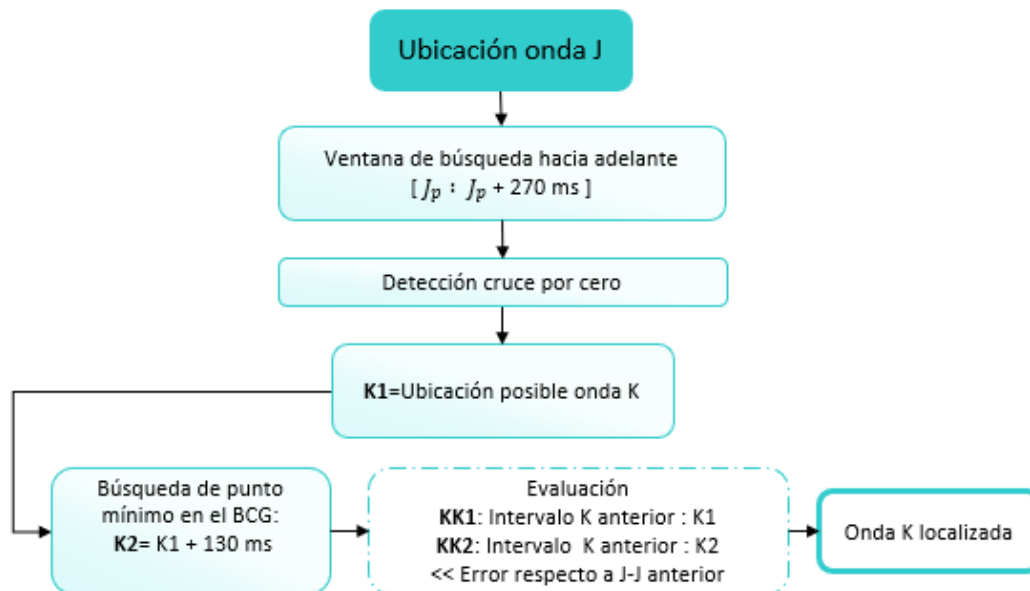 Ubicación onda J
Ventana de búsqueda hacia adelante
[ Jₚ : Jₚ + 270 ms ]
Detección cruce por cero
K1=Ubicación posible onda K
Búsqueda de punto
mínimo en el BCG:
K2= K1 + 130 ms
Evaluación
KK1: Intervalo K anterior : K1
KK2: Intervalo K anterior : K2
<< Error respecto a J-J anterior
Onda K localizada